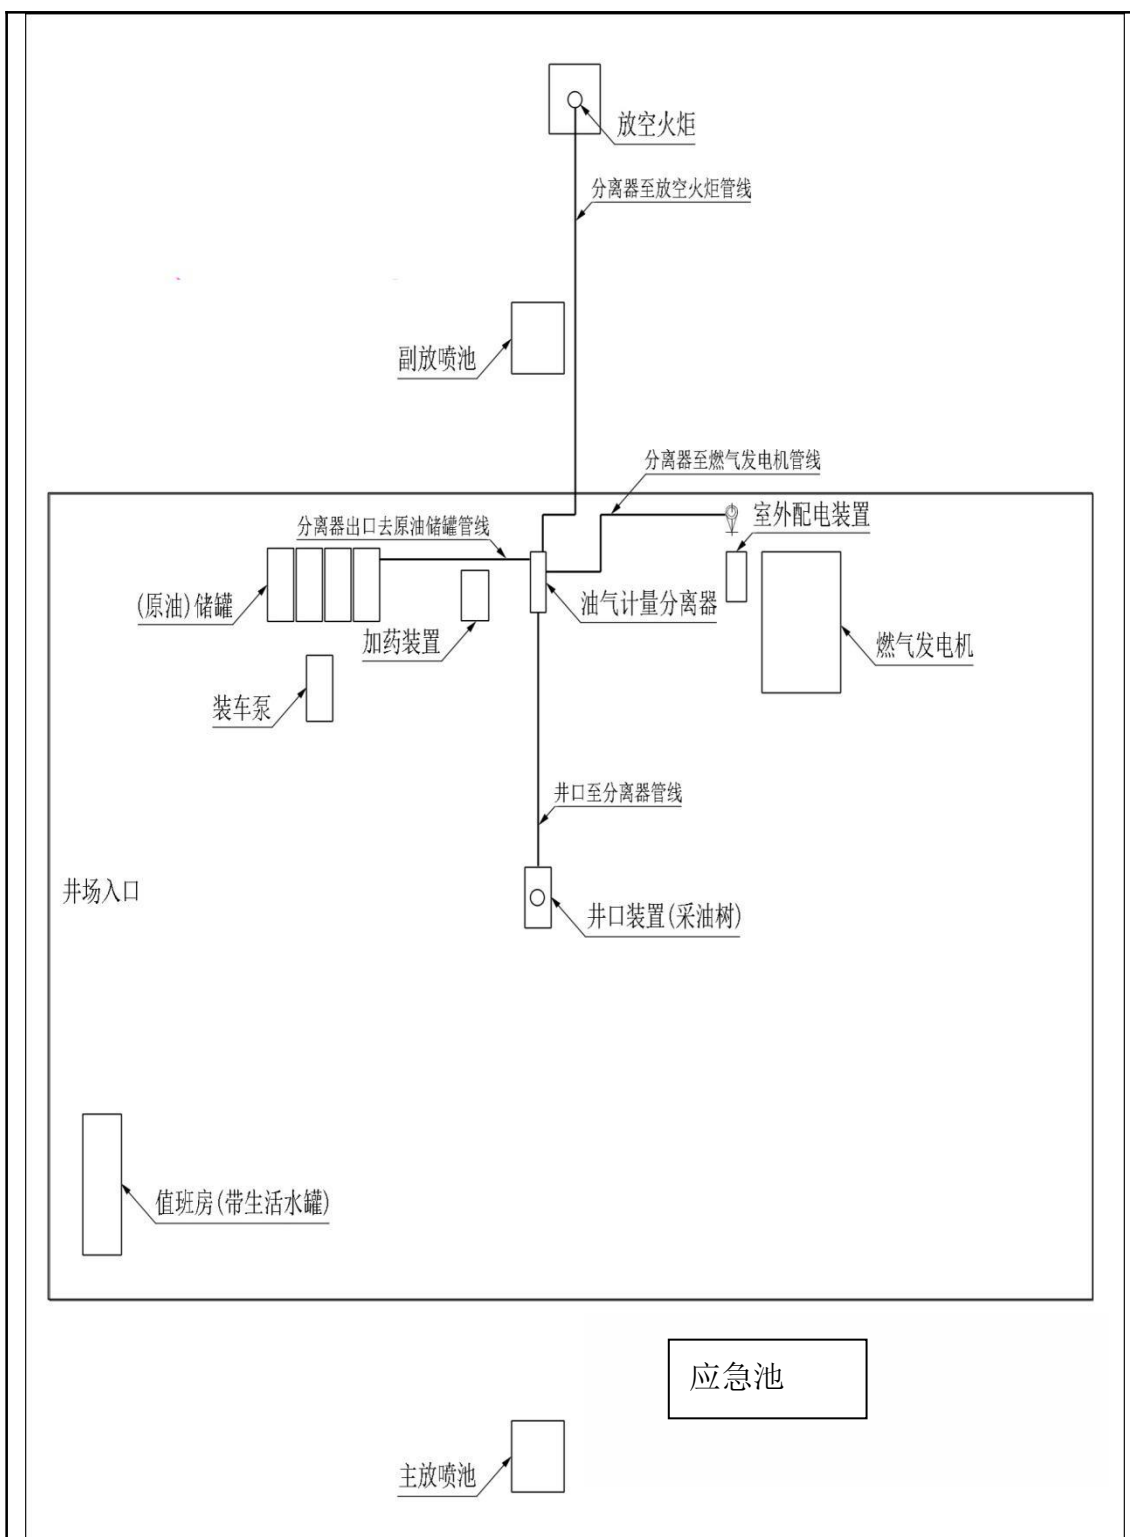 放空火炬
分离器至放空火炬管线
副放喷池
分离器至燃气发电机管线
分离器出口去原油储罐管线
室外配电装置
(原油)储罐
油气计量分离器
加药装置
燃气发电机
装车泵
井口至分离器管线
井场入口
井口装置(采油树)
值班房(带生活水罐)
应急池
主放喷池